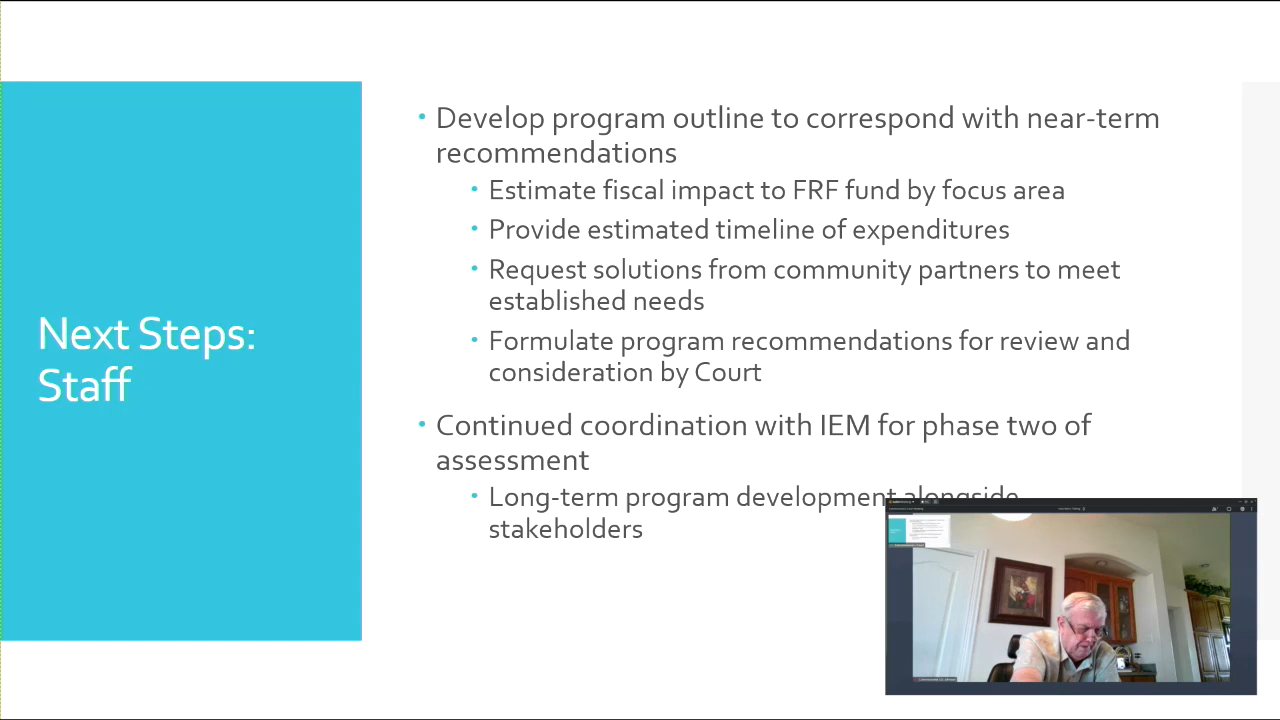 Next Steps:
Staff
• Develop program outline to correspond with near-term
recommendations
• Estimate fiscal impact to FRF fund by focus area
• Provide estimated timeline of expenditures
• Request solutions from community partners to meet
established needs
• Formulate program recommendations for review and
consideration by Court
• Continued coordination with IEM for phase two of
assessment
• Long-term program development alongside
stakeholders